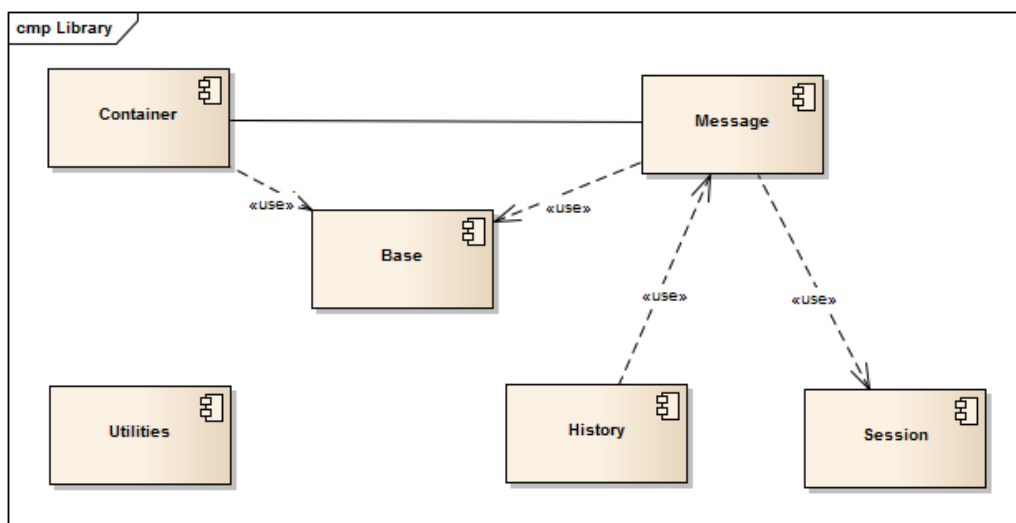 cmp Library
Container
Message
«use»
«use»
Base
«use»
«use»
Utilities
History
Session